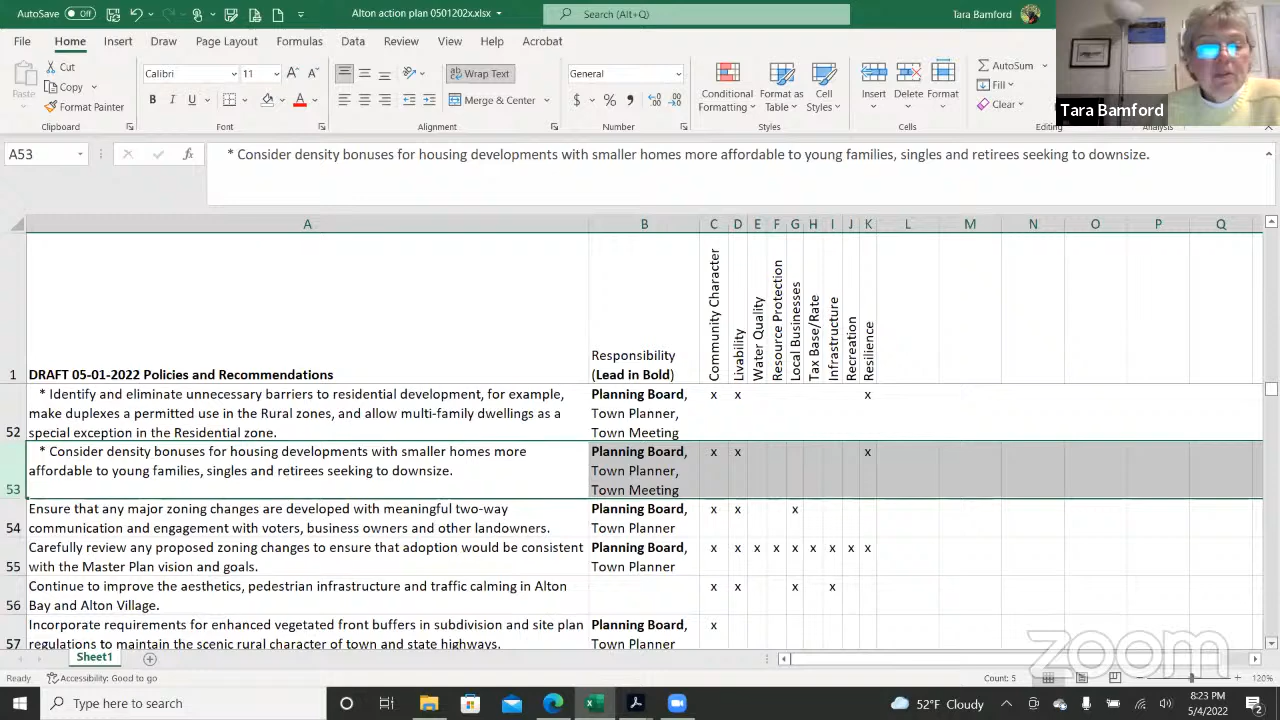 AutoSave Off Alton action plan 0501202x.xlsx Search (Alt+Q) Tara Bamford
File Home Insert Draw Page Layout Formulas Data Review View Help Acrobat
Paste Cut Copy Format Painter Clipboard
Calibri 11 B I U A Font
Wrap Text Merge & Center Alignment
General $ % 9 Number
Conditional Formatting Format as Table Cell Styles Styles
Insert Delete Format Cells
AutoSum Fill Clear Editing Analysis
Tara Bamford
A53 fx * Consider density bonuses for housing developments with smaller homes more affordable to young families, singles and retirees seeking to downsize.
A B C D E F G H I J K L M N O P Q
Community Character
Livability
Water Quality
Resource Protection
Local Businesses
Tax Base/Rate
Infrastructure
Recreation
Resilience
Responsibility
1 DRAFT 05-01-2022 Policies and Recommendations (Lead in Bold)
* Identify and eliminate unnecessary barriers to residential development, for example, Planning Board, x x x
make duplexes a permitted use in the Rural zones, and allow multi-family dwellings as a Town Planner,
52 special exception in the Residential zone. Town Meeting
* Consider density bonuses for housing developments with smaller homes more Planning Board, x x x
affordable to young families, singles and retirees seeking to downsize. Town Planner,
53 Town Meeting
Ensure that any major zoning changes are developed with meaningful two-way Planning Board, x x x
54 communication and engagement with voters, business owners and other landowners. Town Planner
Carefully review any proposed zoning changes to ensure that adoption would be consistent Planning Board, x x x x x x x x x
55 with the Master Plan vision and goals. Town Planner
Continue to improve the aesthetics, pedestrian infrastructure and traffic calming in Alton x x x x
56 Bay and Alton Village.
Incorporate requirements for enhanced vegetated front buffers in subdivision and site plan Planning Board, x
57 regulations to maintain the scenic rural character of town and state highways. Town Planner
zoom
Sheet1
Ready Accessibility: Good to go Count: 5 120%
Type here to search 52°F Cloudy 8:23 PM
5/4/2022 2